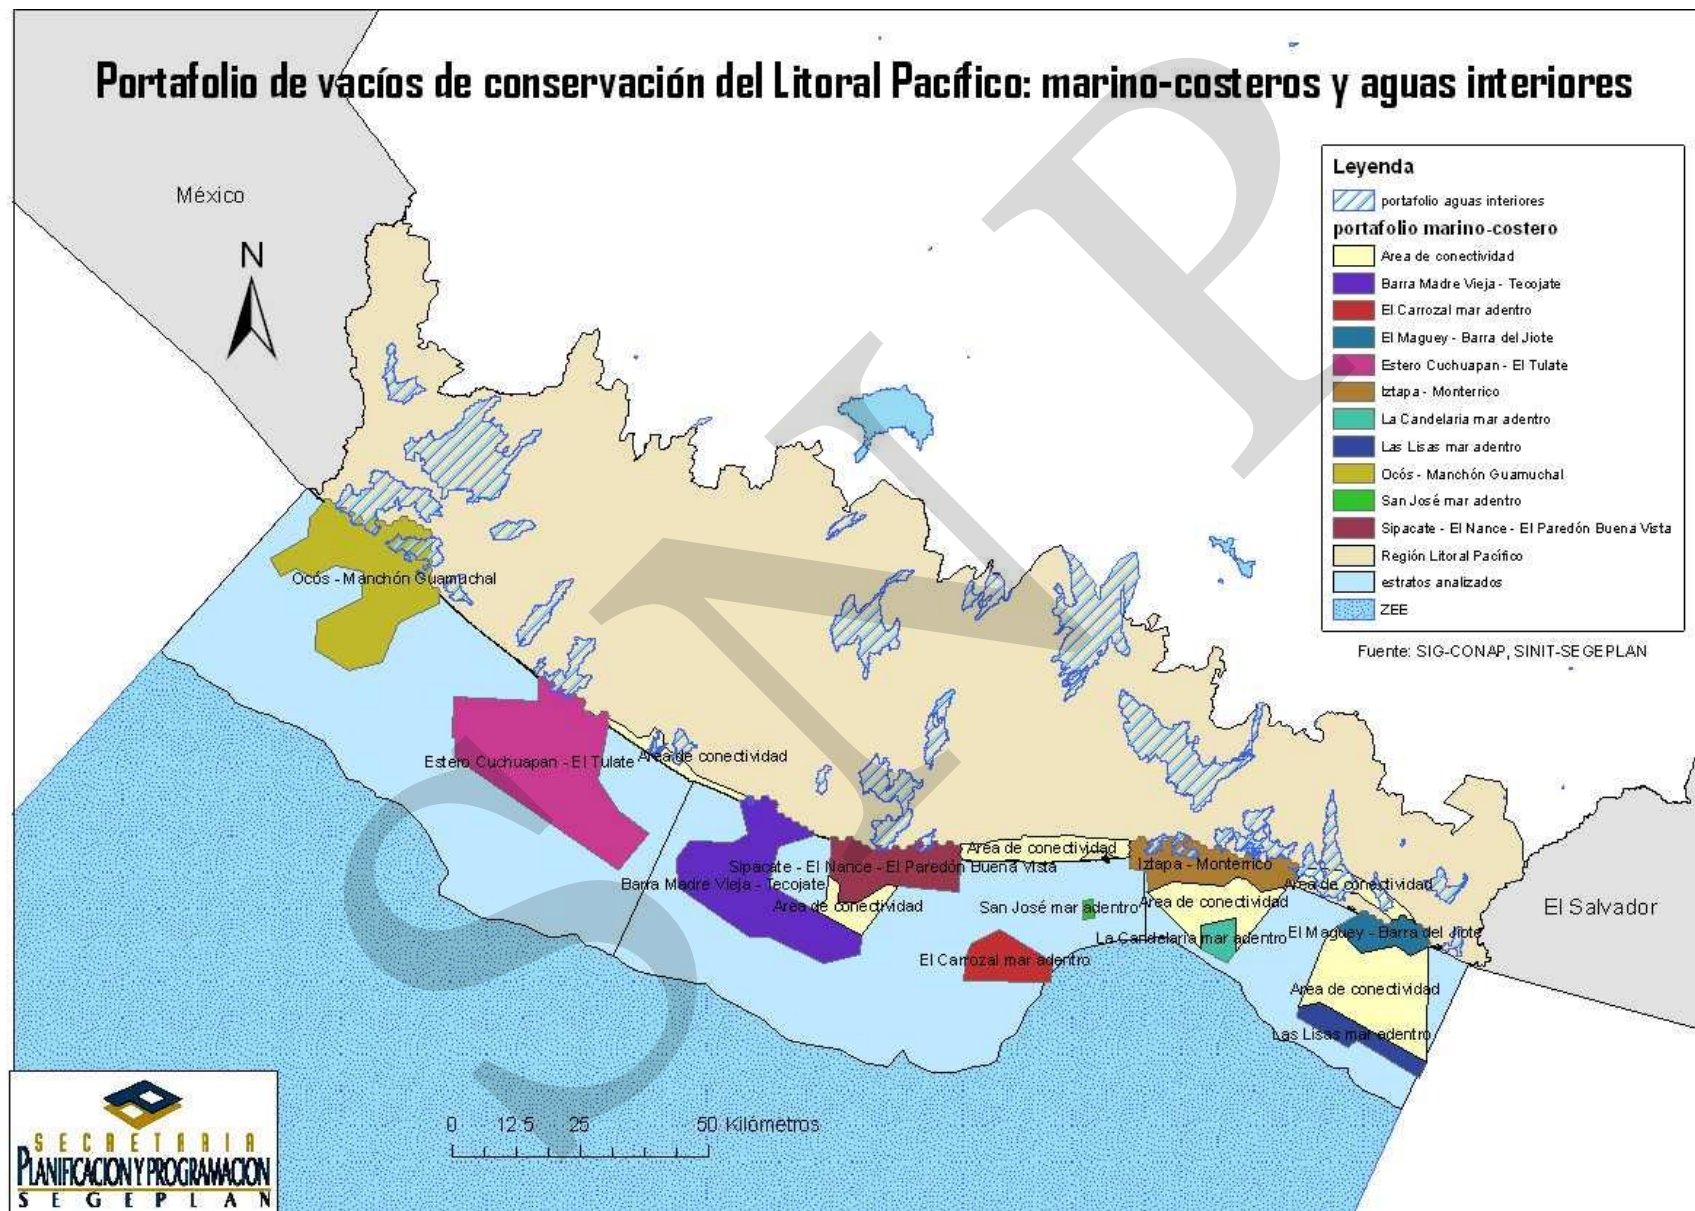 Portafolio de vacíos de conservación del Litoral Pacífico: marino-costeros y aguas interiores
México
N
Leyenda
portafolio aguas interiores
portafolio marino-costero
Area de conectividad
Barra Madre Vieja - Tecojate
El Carrozal mar adentro
El Maguey - Barra del Jiote
Estero Cuchuapan - El Tulate
Iztapa - Monterrico
La Candelaria mar adentro
Las Lisas mar adentro
Ocós - Manchón Guamuchal
San José mar adentro
Sipacate - El Nance - El Paredón Buena Vista
Región Litoral Pacífico
estratos analizados
ZEE
Fuente: SIG-CONAP, SINIT-SEGEPLAN
Ocós - Manchón Guamuchal
Estero Cuchuapan - El Tulate
Area de conectividad
Area de conectividad
Sipacate - El Nance - El Paredón Buena Vista
Iztapa - Monterrico
Barra Madre Vieja - Tecojate
Area de conectividad
Area de conectividad
San José mar adentro
Area de conectividad
El Salvador
La Candelaria mar adentro
El Maguey - Barra del Jiote
El Carrozal mar adentro
Area de conectividad
Las Lisas mar adentro
0 12.5 25 50 Kilómetros
SECRETARIA
PLANIFICACION Y PROGRAMACION
SEGEPLAN
SNIP